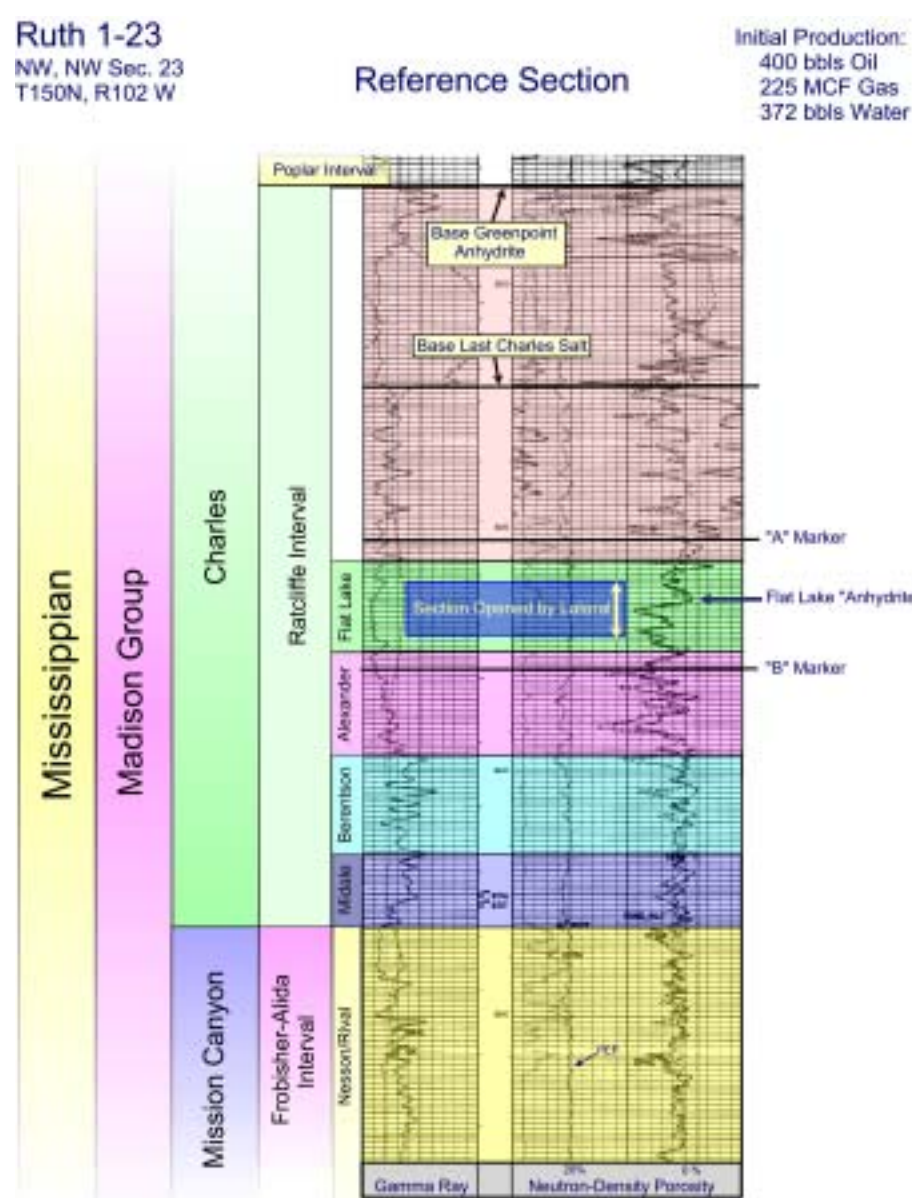 Ruth 1-23
NW, NW Sec. 23
T150N, R102 W
Reference Section
Initial Production:
400 bbls Oil
225 MCF Gas
372 bbls Water
Poplar Interval
Base Greenpoint
Anhydrite
Base Last Charles Salt
"A" Marker
Flat Lake "Anhydrite
Section Opened by Lateral
"B" Marker
Mississippian
Madison Group
Charles
Mission Canyon
Ratcliffe Interval
Frobisher-Alida
Interval
Flat Lake
Alexander
Berentson
Midale
Nesson/Rival
PEF
20%
0 %
Gamma Ray
Neutron-Density Porosity